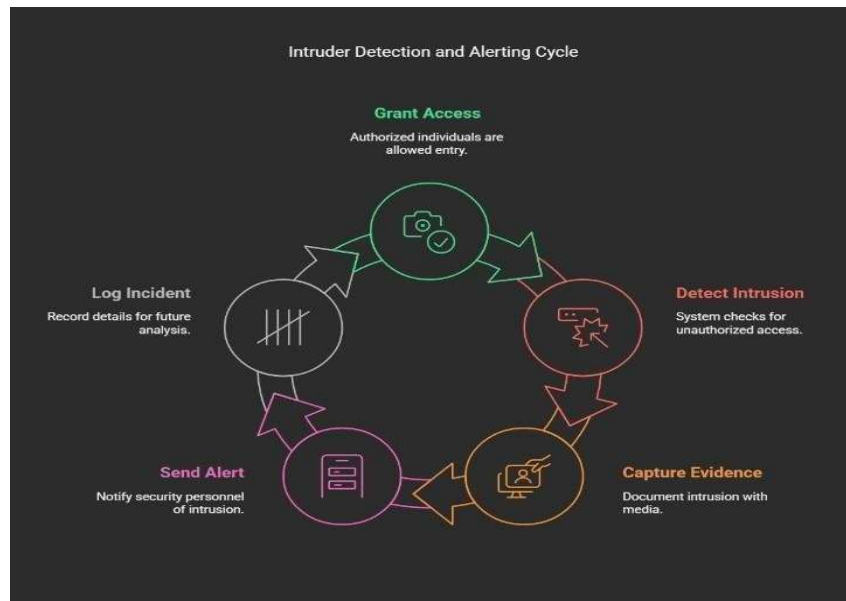 Intruder Detection and Alerting Cycle
Grant Access
Authorized individuals are
allowed entry.
Detect Intrusion
System checks for
unauthorized access.
Capture Evidence
Document intrusion with
media.
Send Alert
Notify security personnel
of intrusion.
Log Incident
Record details for future
analysis.